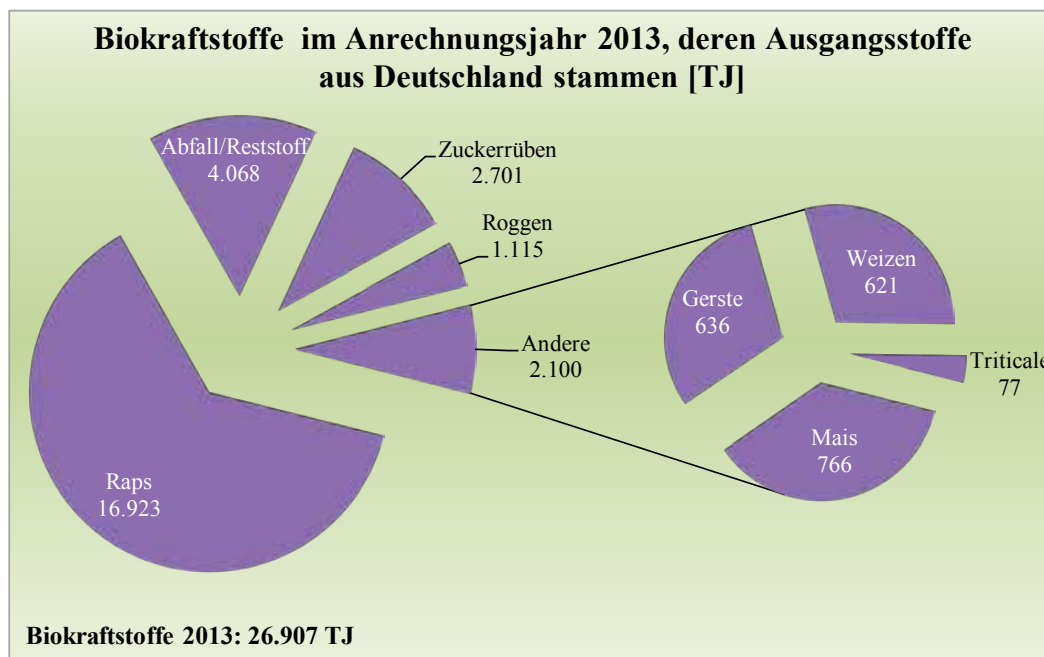 Biokraftstoffe im Anrechnungsjahr 2013, deren Ausgangsstoffe
aus Deutschland stammen [TJ]
Abfall/Reststoff
4.068
Zuckerrüben
2.701
Roggen
1.115
Andere
2.100
Raps
16.923
Weizen
621
Gerste
636
Triticale
77
Mais
766
Biokraftstoffe 2013: 26.907 TJ